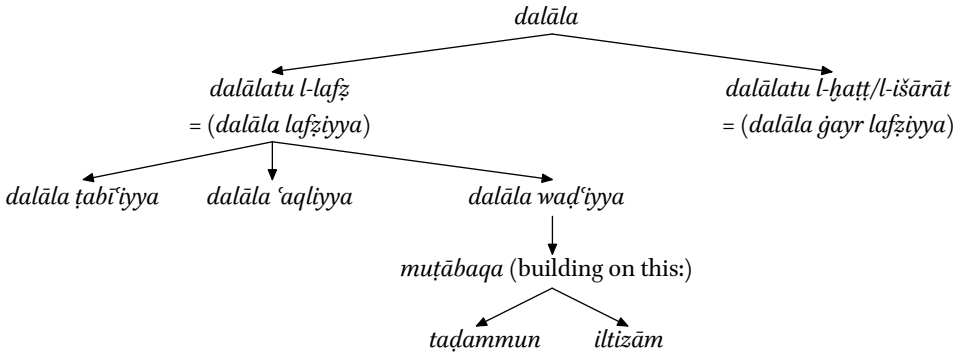 dalāla
dalālatu l-lafẓ
dalālatu l-ḫaṭṭ/l-išārāt
= (dalāla lafẓiyya)
= (dalāla ġayr lafẓiyya)
dalāla ṭabīʿiyya
dalāla ʿaqliyya
dalāla waḍʿiyya
muṭābaqa (building on this:)
taḍammun
iltizām